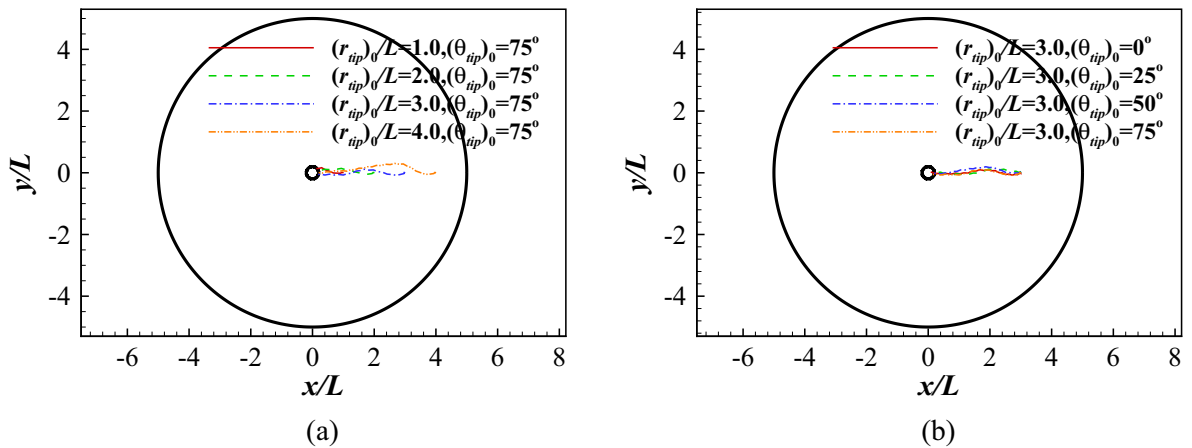 (r_tip)_0/L=1.0,(θ_tip)_0=75°
(r_tip)_0/L=2.0,(θ_tip)_0=75°
(r_tip)_0/L=3.0,(θ_tip)_0=75°
(r_tip)_0/L=4.0,(θ_tip)_0=75°
4
2
0
-2
-4
y/L
-6 -4 -2 0 2 4 6 8
x/L
(a)
(r_tip)_0/L=3.0,(θ_tip)_0=0°
(r_tip)_0/L=3.0,(θ_tip)_0=25°
(r_tip)_0/L=3.0,(θ_tip)_0=50°
(r_tip)_0/L=3.0,(θ_tip)_0=75°
4
2
0
-2
-4
y/L
-6 -4 -2 0 2 4 6 8
x/L
(b)